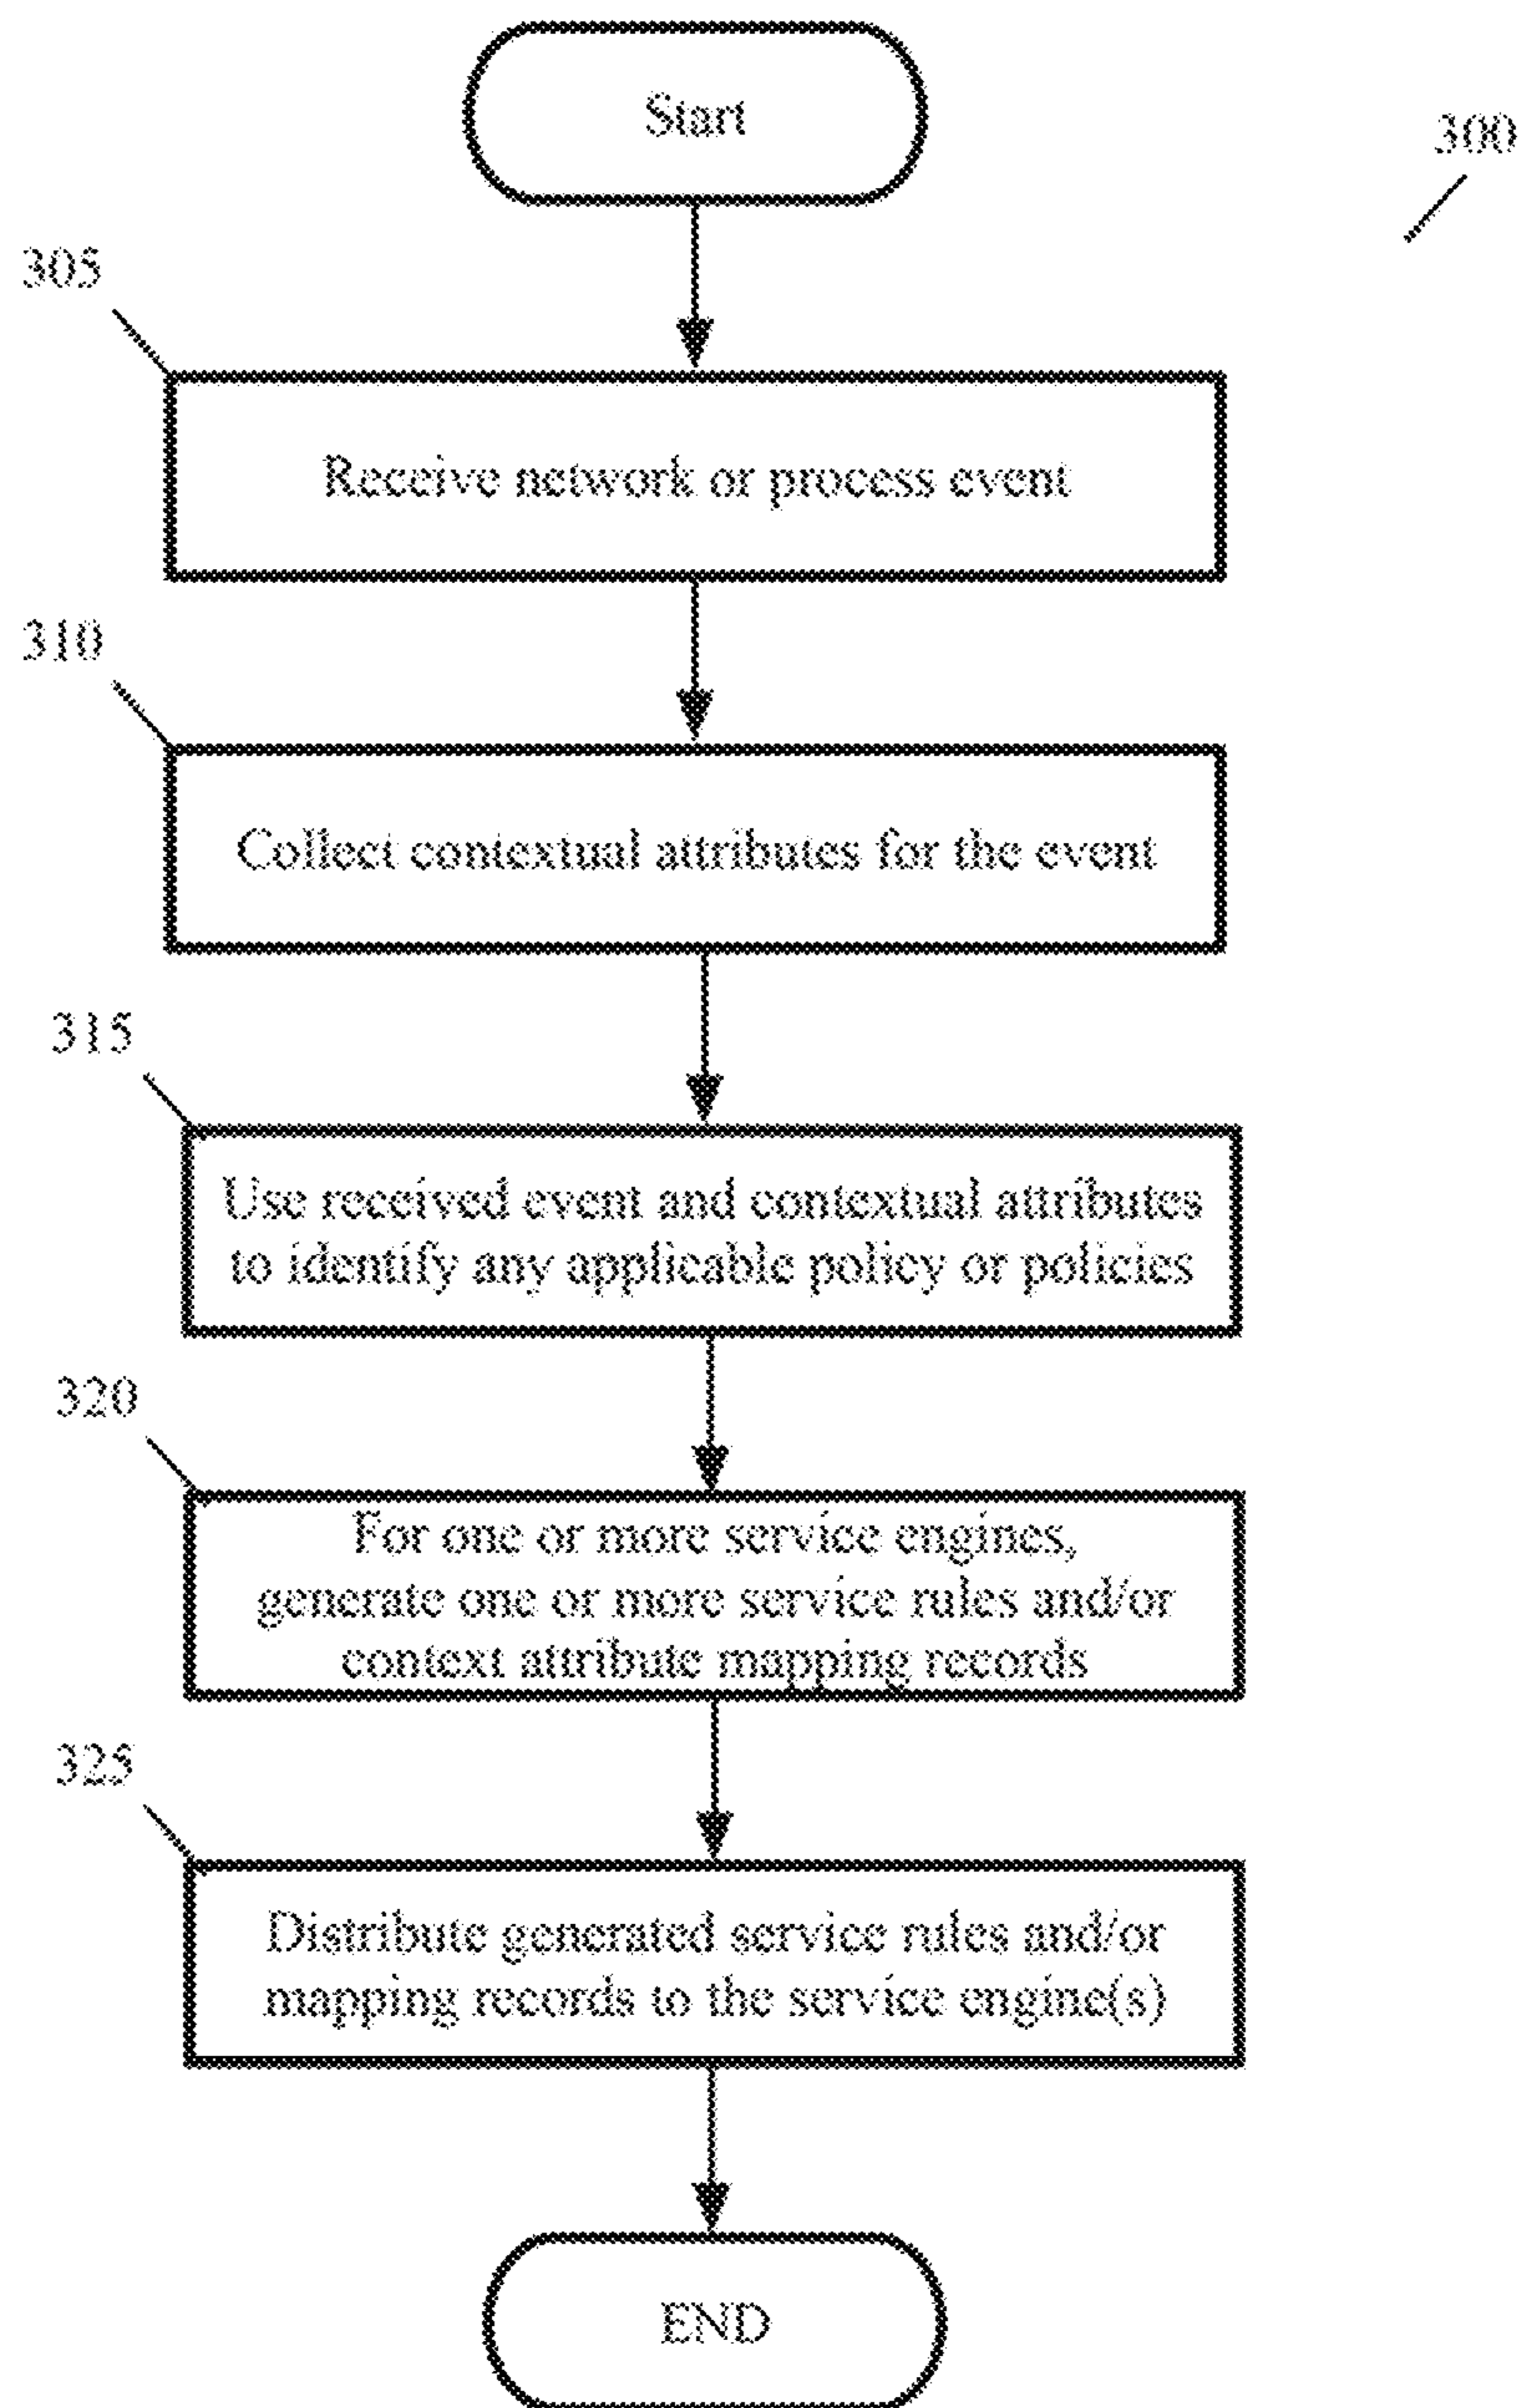 Start
300
305
Receive network or process event
310
Collect contextual attributes for the event
315
Use received event and contextual attributes
to identify any applicable policy or policies
320
For one or more service engines,
generate one or more service rules and/or
context attribute mapping records
325
Distribute generated service rules and/or
mapping records to the service engine(s)
END